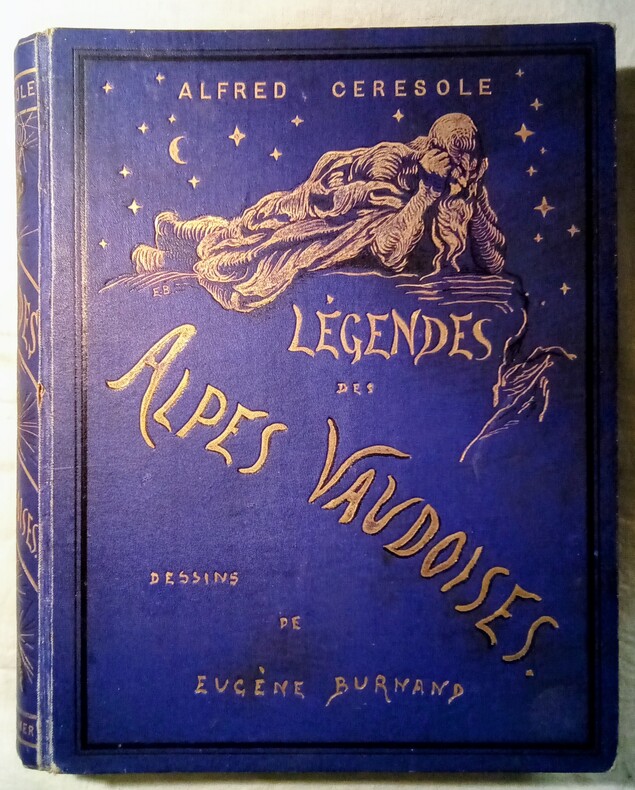 ALFRED CERESOLE
E.B.
LÉGENDES
DES
ALPES VAUDOISES.
DESSINS
DE
EUGÈNE BURNAND